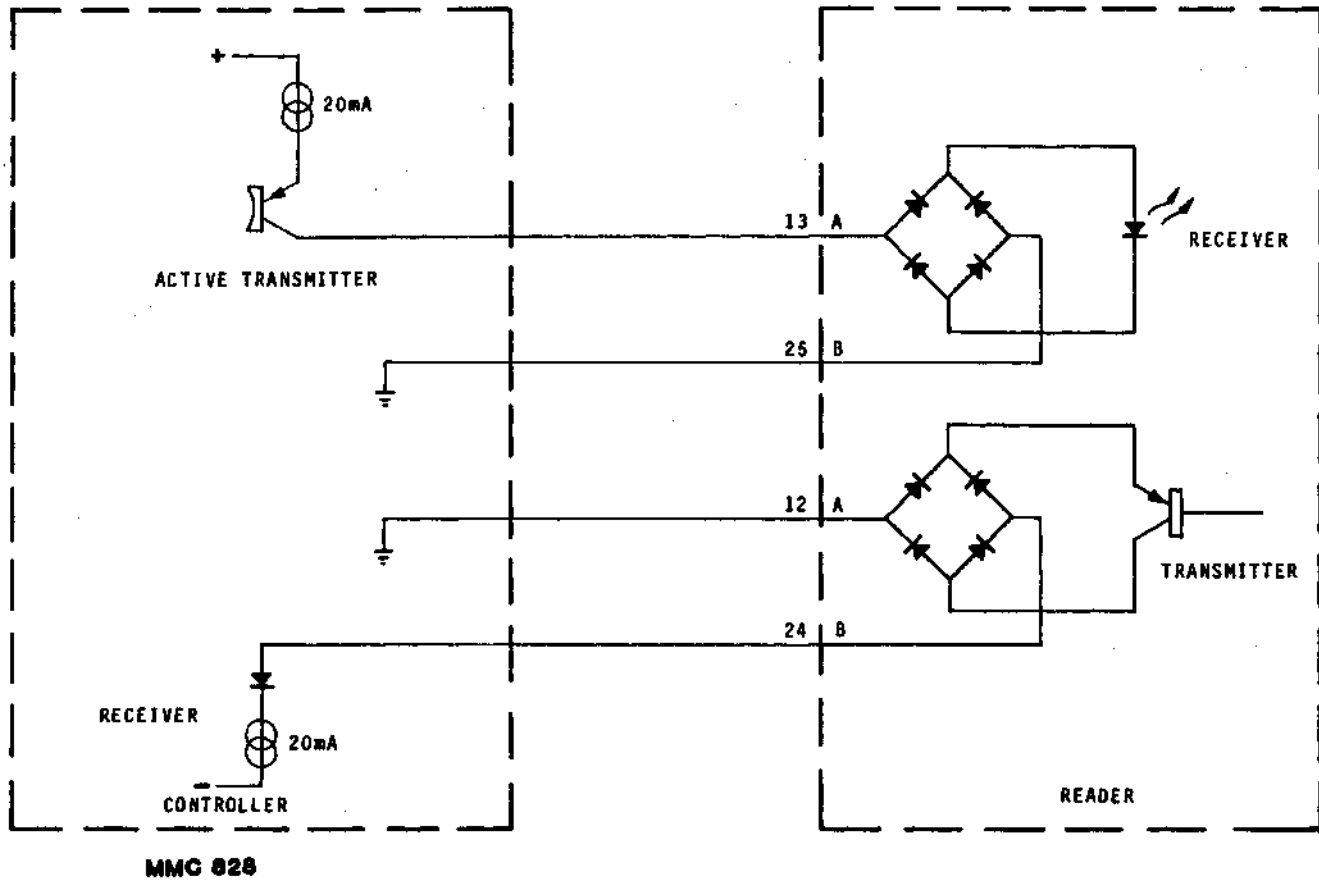 +
20mA
ACTIVE TRANSMITTER
13 A
RECEIVER
25 B
12 A
TRANSMITTER
24 B
RECEIVER
20mA
-
CONTROLLER
READER
MMC 828